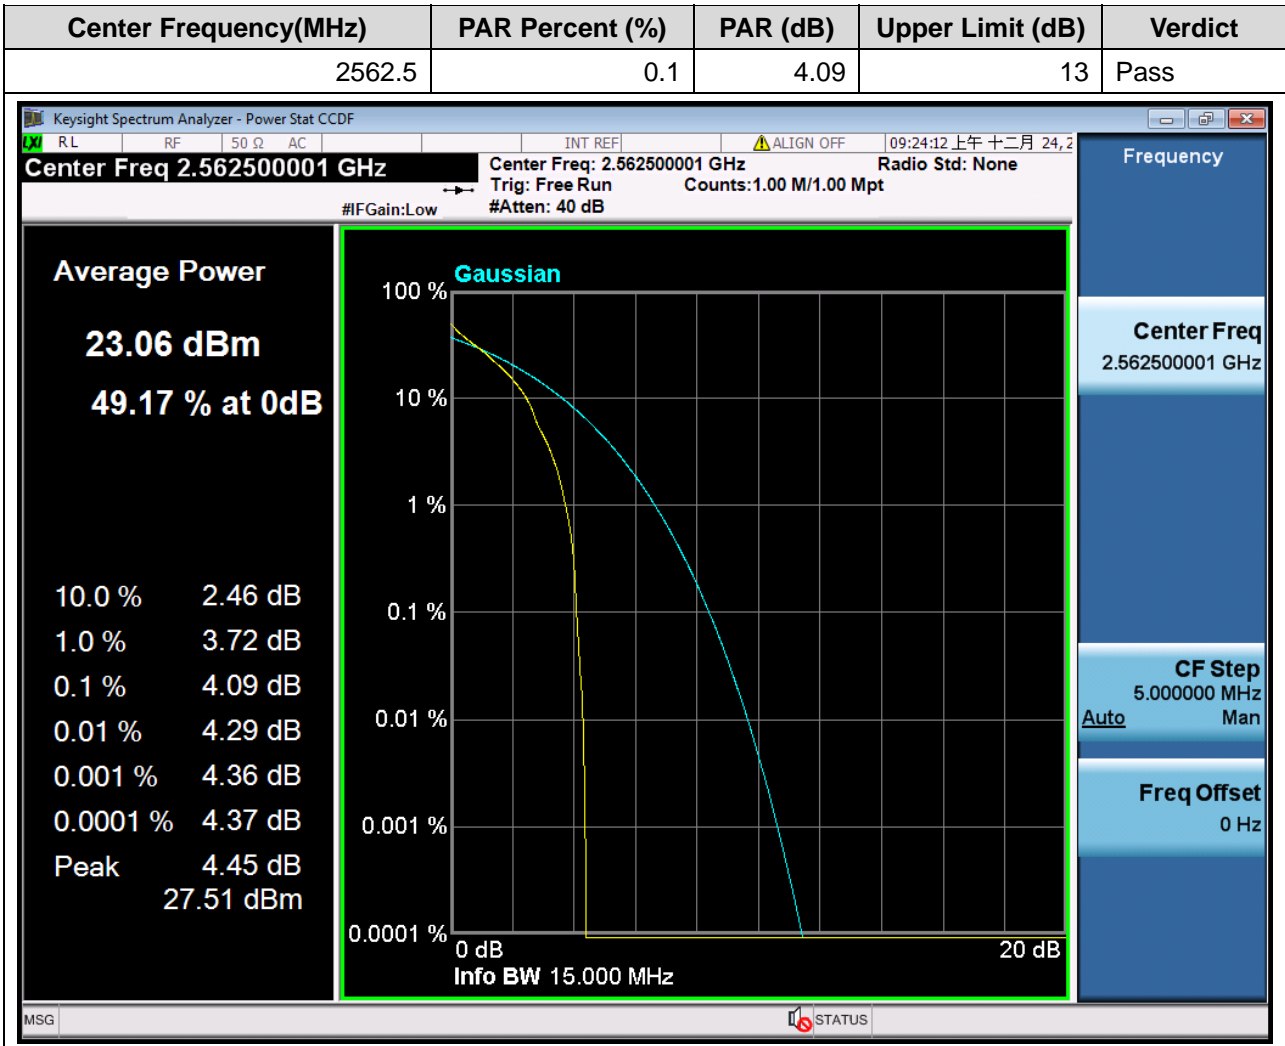 Center Frequency(MHz) PAR Percent (%) PAR (dB) Upper Limit (dB) Verdict
2562.5 0.1 4.09 13 Pass
Keysight Spectrum Analyzer - Power Stat CCDF
LXI RL RF 50 Ω AC INT REF ALIGN OFF 09:24:12 上午 十二月 24, 2
Center Freq 2.562500001 GHz
Center Freq: 2.562500001 GHz Radio Std: None
Trig: Free Run Counts:1.00 M/1.00 Mpt
#IFGain:Low #Atten: 40 dB
Average Power
23.06 dBm
49.17 % at 0dB
10.0 % 2.46 dB
1.0 % 3.72 dB
0.1 % 4.09 dB
0.01 % 4.29 dB
0.001 % 4.36 dB
0.0001 % 4.37 dB
Peak 4.45 dB
27.51 dBm
Gaussian
100 %
10 %
1 %
0.1 %
0.01 %
0.001 %
0.0001 %
0 dB 20 dB
Info BW 15.000 MHz
Frequency
Center Freq
2.562500001 GHz
CF Step
5.000000 MHz
Auto Man
Freq Offset
0 Hz
MSG STATUS